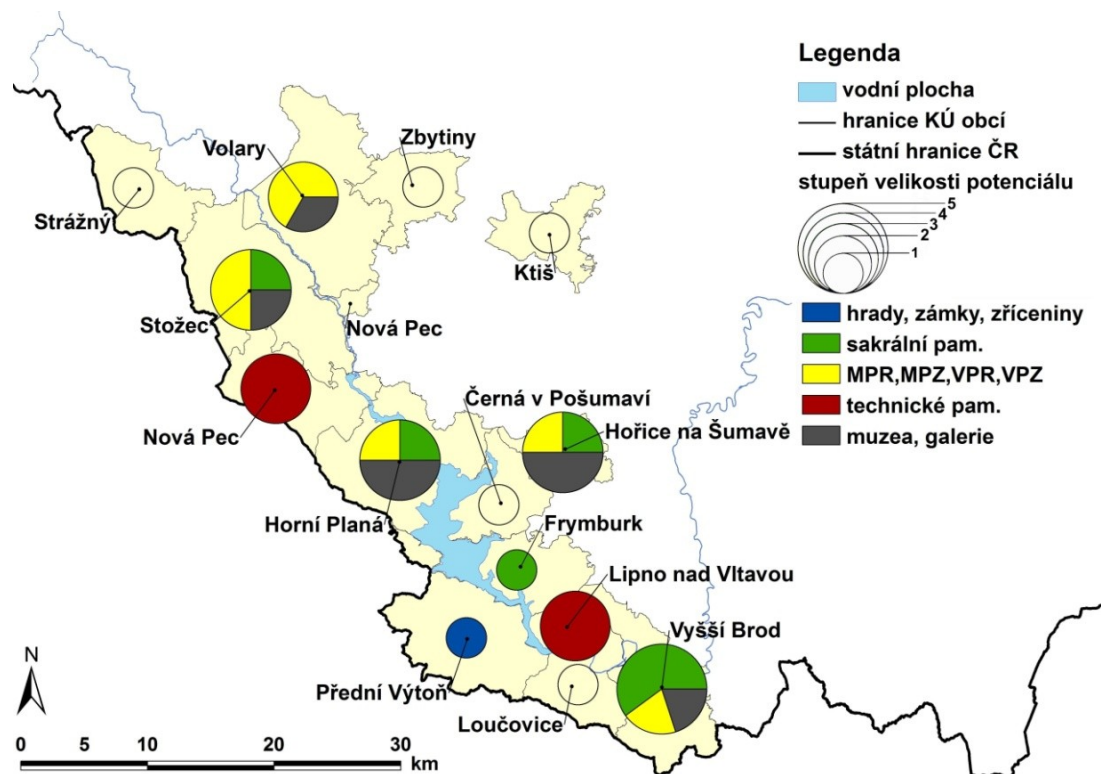 Legenda
vodní plocha
hranice KÚ obcí
státní hranice ČR
stupeň velikosti potenciálu
5
4
3
2
1
hrady, zámky, zříceniny
sakrální pam.
MPR,MPZ,VPR,VPZ
technické pam.
muzea, galerie
Zbytiny
Volary
Strážný
Ktiš
Stožec
Nová Pec
Nová Pec
Černá v Pošumaví
Hořice na Šumavě
Horní Planá
Frymburk
Lipno nad Vltavou
Vyšší Brod
Přední Výtoň
Loučovice
N
0 5 10 20 30
km